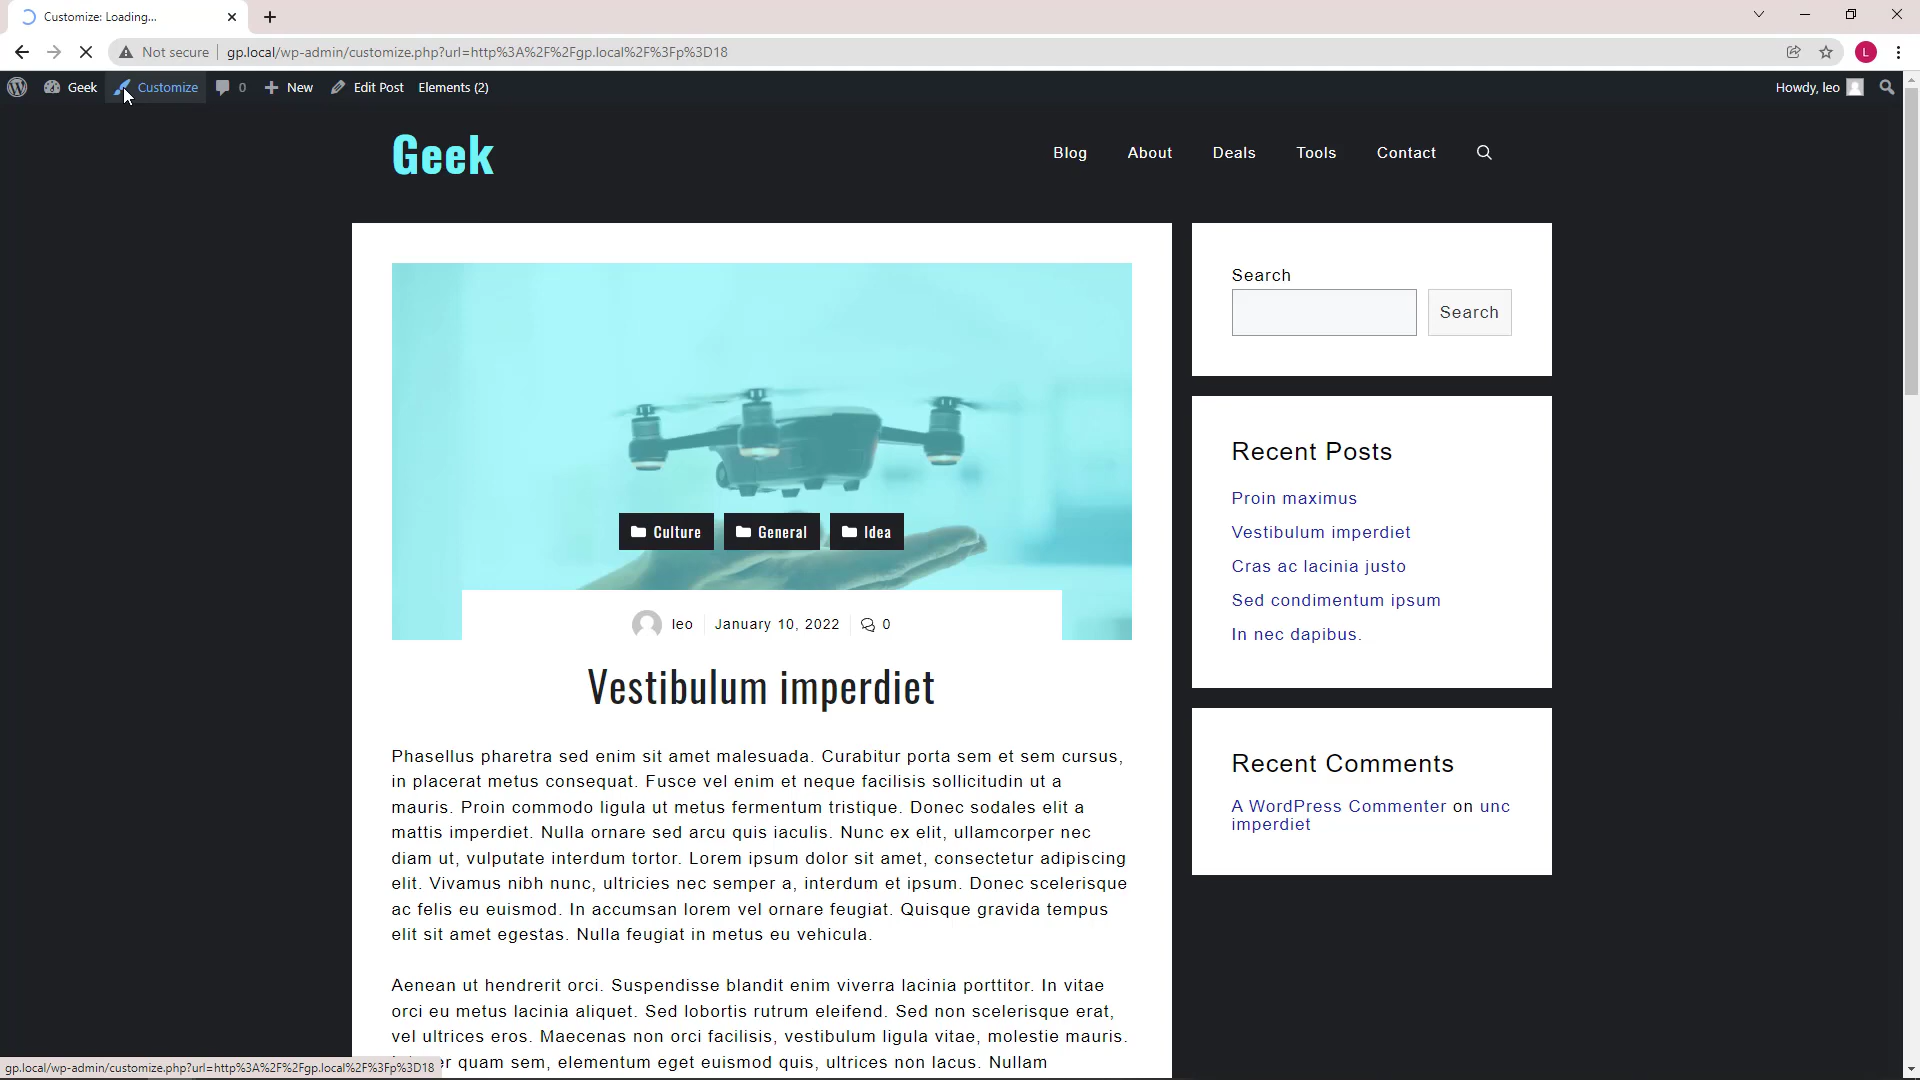 Customize: Loading...
Not secure
gp.local/wp-admin/customize.php?url=http%3A%2F%2Fgp.local%2F%3Fp%3D18
L
Geek
Customize
0
New
Edit Post
Elements (2)
Howdy, leo
Geek
Blog
About
Deals
Tools
Contact
Culture
General
Idea
leo
January 10, 2022
0
Vestibulum imperdiet
Phasellus pharetra sed enim sit amet malesuada. Curabitur porta sem et sem cursus,
in placerat metus consequat. Fusce vel enim et neque facilisis sollicitudin ut a
mauris. Proin commodo ligula ut metus fermentum tristique. Donec sodales elit a
mattis imperdiet. Nulla ornare sed arcu quis iaculis. Nunc ex elit, ullamcorper nec
diam ut, vulputate interdum tortor. Lorem ipsum dolor sit amet, consectetur adipiscing
elit. Vivamus nibh nunc, ultricies nec semper a, interdum et ipsum. Donec scelerisque
ac felis eu euismod. In accumsan lorem vel ornare feugiat. Quisque gravida tempus
elit sit amet egestas. Nulla feugiat in metus eu vehicula.
Aenean ut hendrerit orci. Suspendisse blandit enim viverra lacinia porttitor. In vitae
orci eu metus lacinia aliquet. Sed lobortis rutrum eleifend. Sed non scelerisque erat,
vel ultrices eros. Maecenas non orci facilisis, vestibulum ligula vitae, molestie mauris.
quam sem, elementum eget euismod quis, ultrices non lacus. Nullam
Search
Search
Recent Posts
Proin maximus
Vestibulum imperdiet
Cras ac lacinia justo
Sed condimentum ipsum
In nec dapibus.
Recent Comments
A WordPress Commenter on unc
imperdiet
gp.local/wp-admin/customize.php?url=http%3A%2F%2Fgp.local%2F%3Fp%3D18